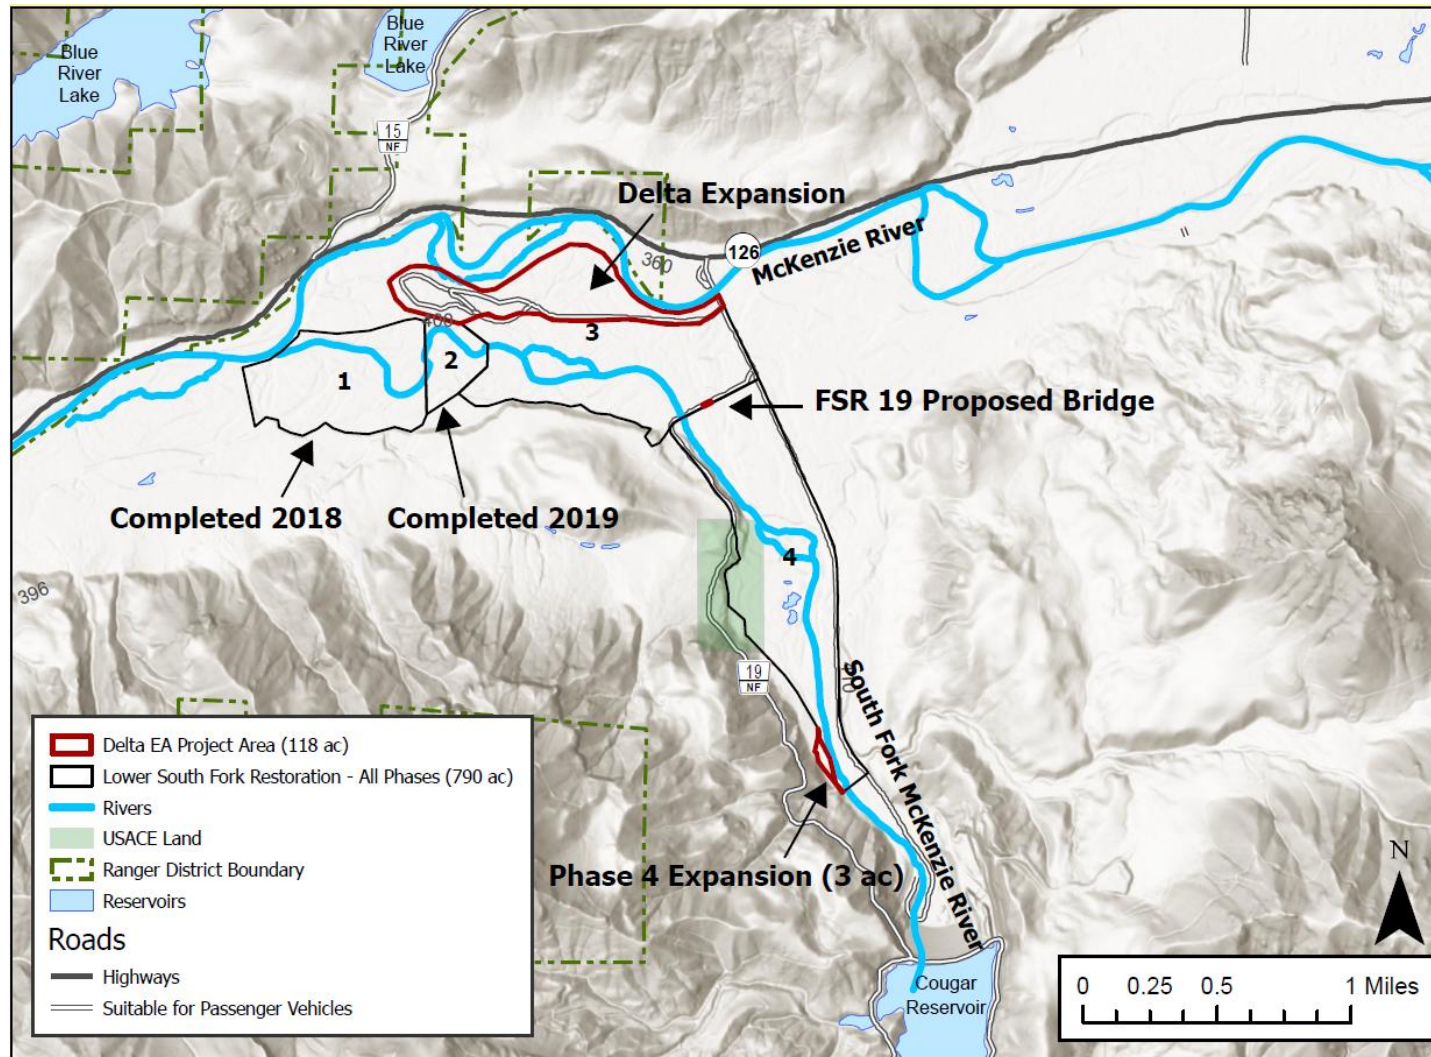 Blue
River
Lake
Blue
River
Lake
15
NF
Delta Expansion
360
126
McKenzie River
400
3
1
2
FSR 19 Proposed Bridge
Completed 2018
Completed 2019
4
396
19
NF
South Fork McKenzie River
Phase 4 Expansion (3 ac)
Cougar
Reservoir
Delta EA Project Area (118 ac)
Lower South Fork Restoration - All Phases (790 ac)
Rivers
USACE Land
Ranger District Boundary
Reservoirs
Roads
Highways
Suitable for Passenger Vehicles
N
0 0.25 0.5 1 Miles